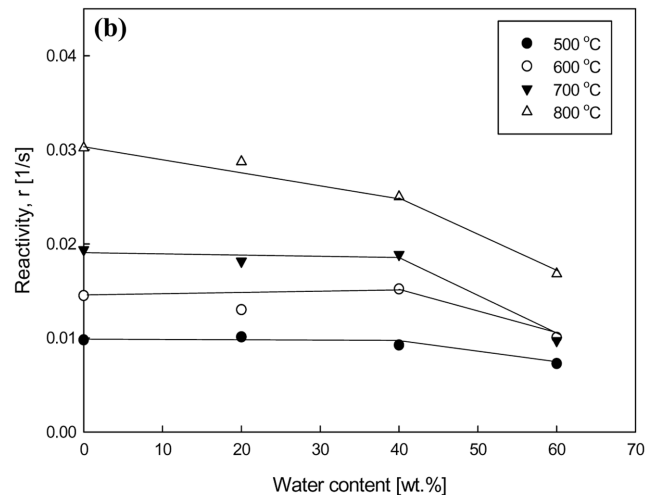 (b)
500 °C
600 °C
700 °C
800 °C
Reactivity, r [1/s]
0.04
0.03
0.02
0.01
0.00
0 10 20 30 40 50 60 70
Water content [wt.%]